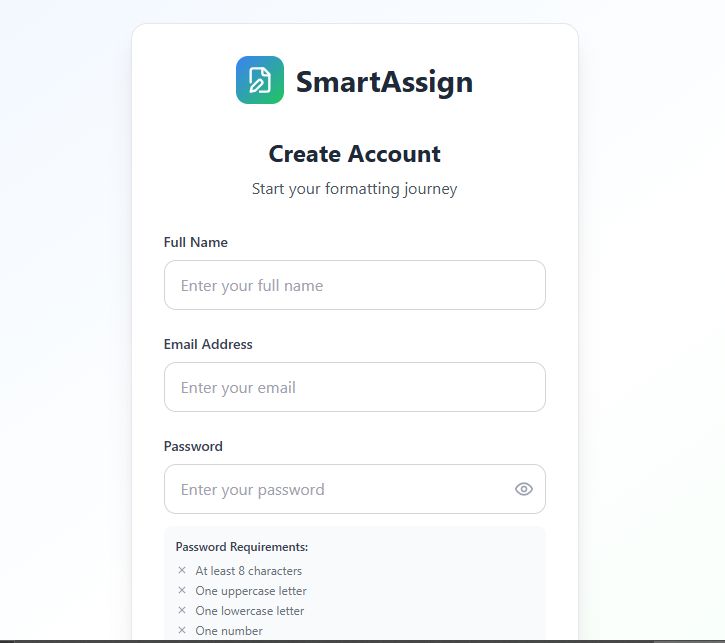 SmartAssign
Create Account
Start your formatting journey
Full Name
Enter your full name
Email Address
Enter your email
Password
Enter your password
Password Requirements:
× At least 8 characters
× One uppercase letter
× One lowercase letter
× One number